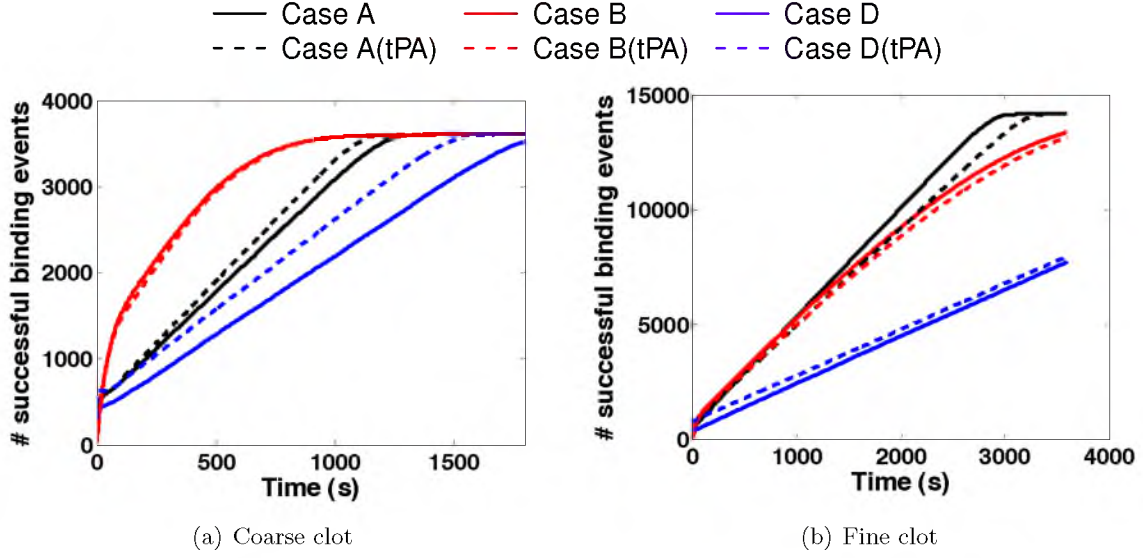 Case A Case B Case D
Case A(tPA) Case B(tPA) Case D(tPA)
# successful binding events
4000
3000
2000
1000
0
0 500 1000 1500
Time (s)
(a) Coarse clot
# successful binding events
15000
10000
5000
0
0 1000 2000 3000 4000
Time (s)
(b) Fine clot